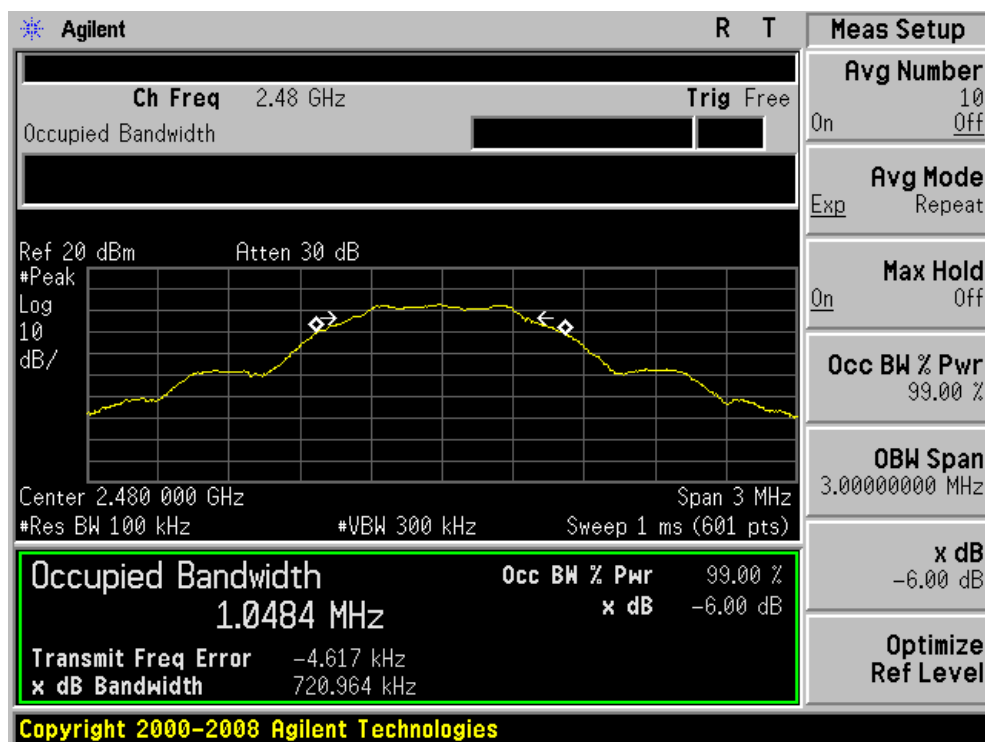 Agilent R T
Ch Freq 2.48 GHz Trig Free
Occupied Bandwidth
Ref 20 dBm Atten 30 dB
#Peak
Log
10
dB/
Center 2.480 000 GHz Span 3 MHz
#Res BW 100 kHz #VBW 300 kHz Sweep 1 ms (601 pts)
Occupied Bandwidth Occ BW % Pwr 99.00 %
1.0484 MHz x dB -6.00 dB
Transmit Freq Error -4.617 kHz
x dB Bandwidth 720.964 kHz
Copyright 2000-2008 Agilent Technologies
Meas Setup
Avg Number
10
On Off
Avg Mode
Exp Repeat
Max Hold
On Off
Occ BW % Pwr
99.00 %
OBW Span
3.00000000 MHz
x dB
-6.00 dB
Optimize
Ref Level